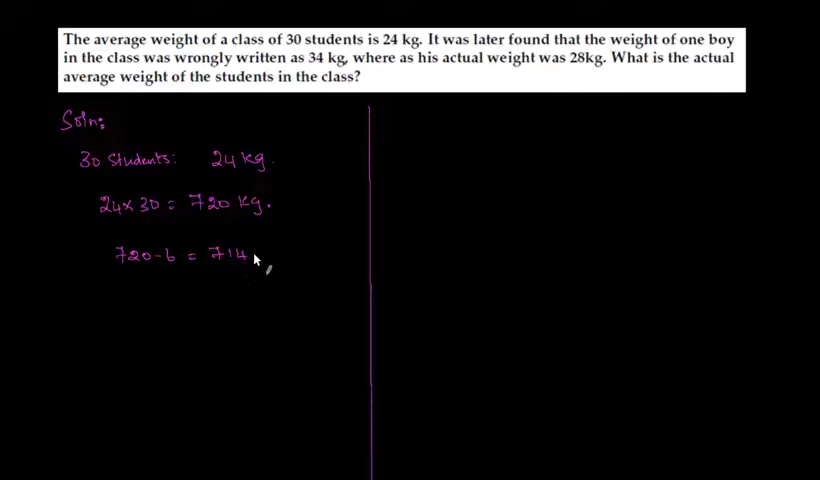 The average weight of a class of 30 students is 24 kg. It was later found that the weight of one boy
in the class was wrongly written as 34 kg, where as his actual weight was 28kg. What is the actual
average weight of the students in the class?
Soln:
30 Students: 24 kg.
24x 30 = 720 kg.
720-6 = 714